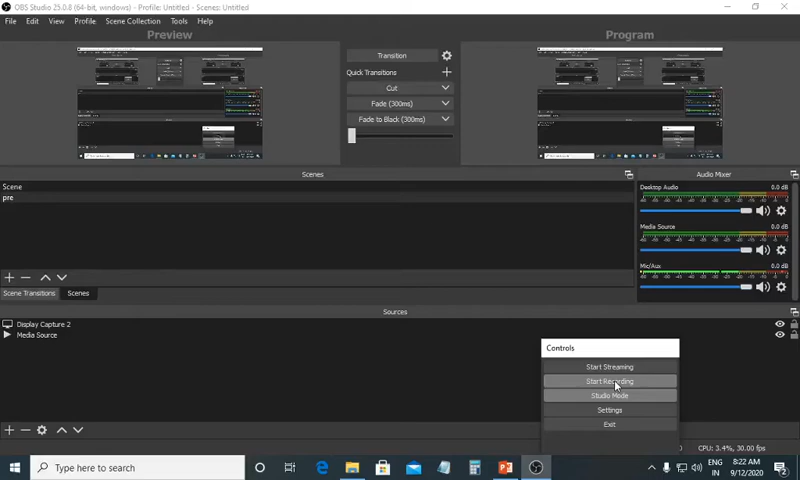 OBS Studio 25.0.8 (64-bit, windows) - Profile: Untitled - Scenes: Untitled
File Edit View Profile Scene Collection Tools Help
Preview
Program
Transition
Quick Transitions
Cut
Fade (300ms)
Fade to Black (300ms)
Scenes
Scene
pre
Audio Mixer
Desktop Audio 0.0 dB
Media Source 0.0 dB
Mic/Aux 0.0 dB
Scene Transitions Scenes
Sources
Display Capture 2
Media Source
Controls
Start Streaming
Start Recording
Studio Mode
Settings
Exit
CPU: 3.4%, 30.00 fps
Type here to search
ENG
IN
8:22 AM
9/12/2020
2